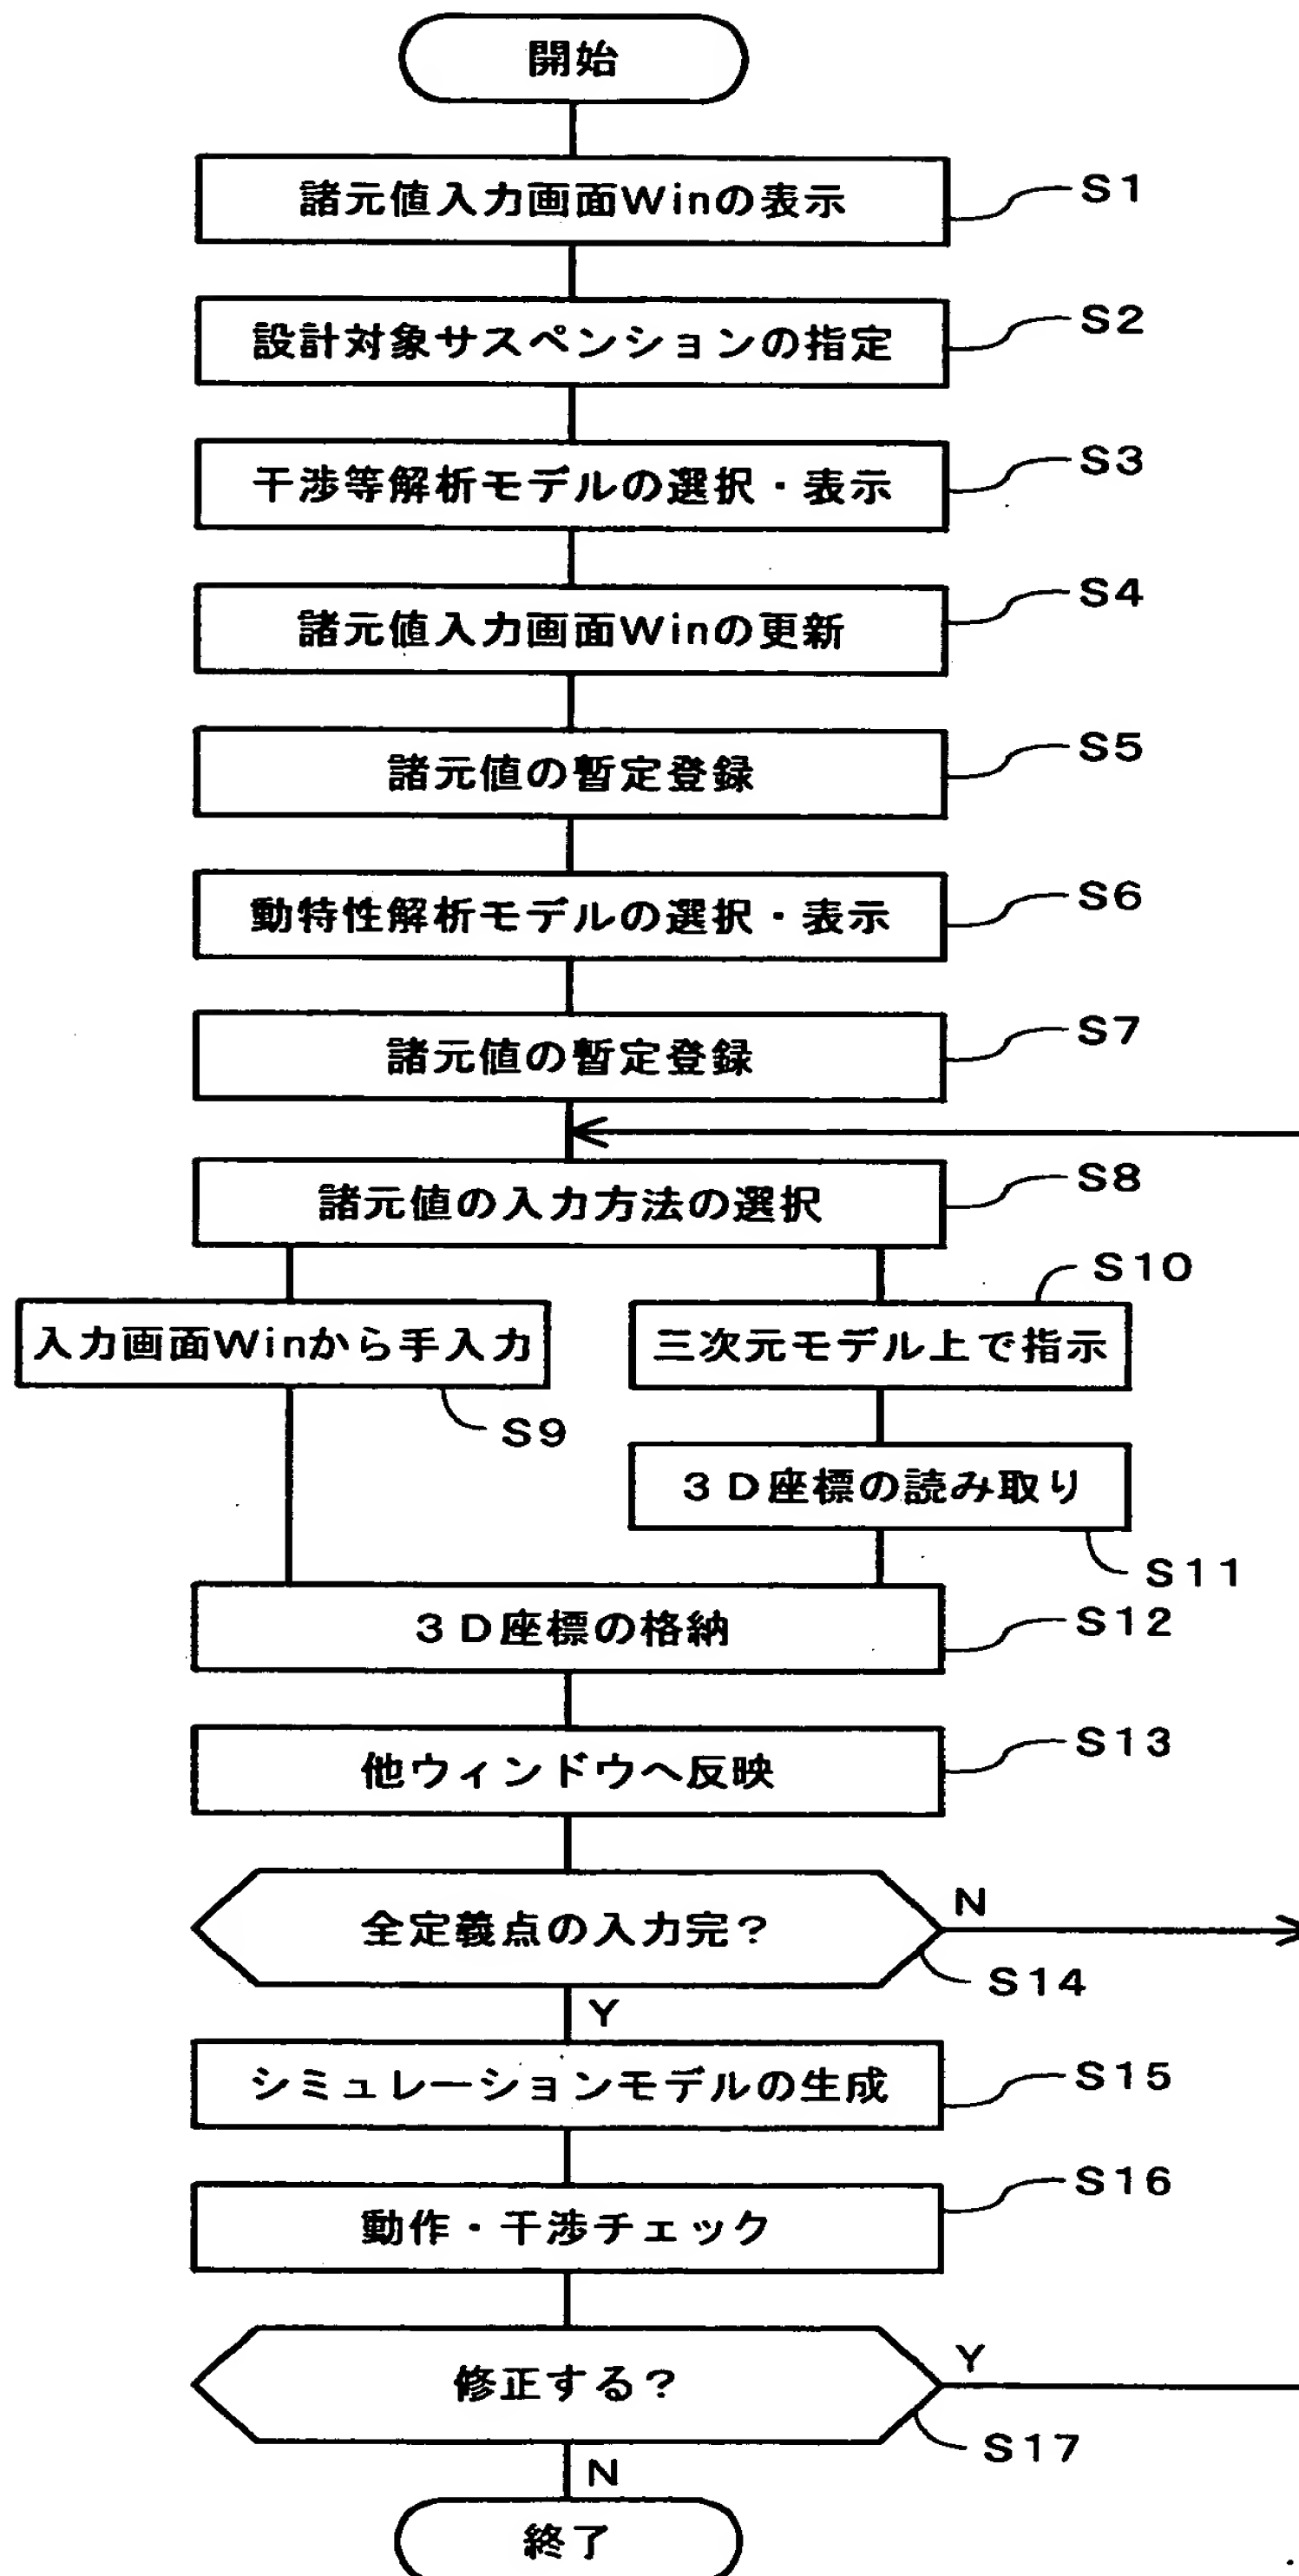 開始
諸元値入力画面Winの表示
S1
設計対象サスペンションの指定
S2
干渉等解析モデルの選択・表示
S3
諸元値入力画面Winの更新
S4
諸元値の暫定登録
S5
動特性解析モデルの選択・表示
S6
諸元値の暫定登録
S7
諸元値の入力方法の選択
S8
入力画面Winから手入力
S9
三次元モデル上で指示
S10
3D座標の読み取り
S11
3D座標の格納
S12
他ウィンドウへ反映
S13
全定義点の入力完?
N
S14
Y
シミュレーションモデルの生成
S15
動作・干渉チェック
S16
修正する?
Y
S17
N
終了